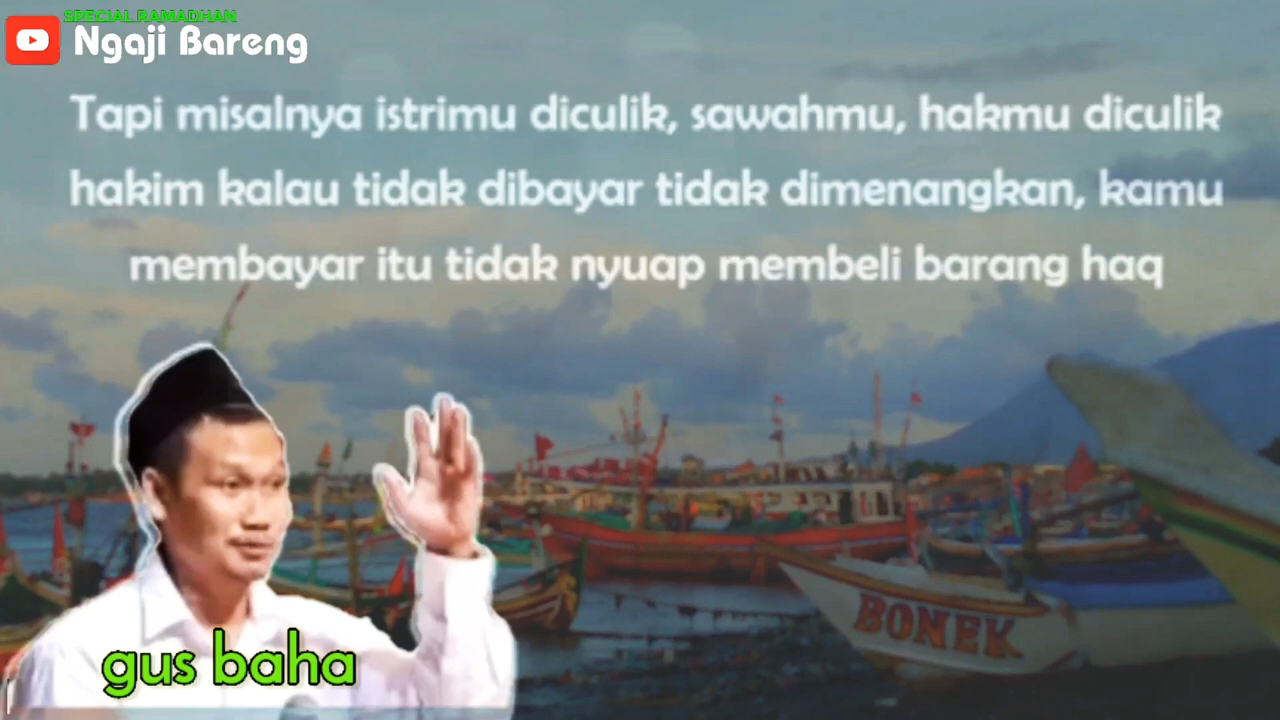 SPECIAL RAMADHAN
Ngaji Bareng
Tapi misalnya istrimu diculik, sawahmu, hakmu diculik
hakim kalau tidak dibayar tidak dimenangkan, kamu
membayar itu tidak nyuap membeli barang haq
BONEK
gus baha